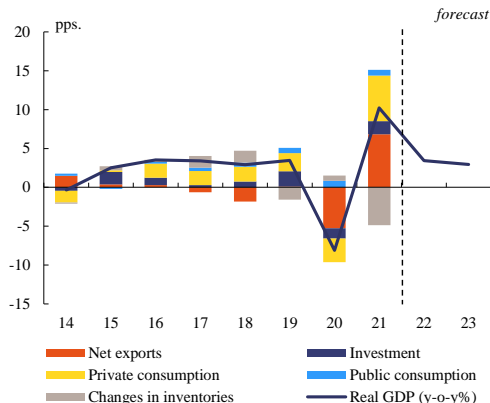 forecast
pps.
20
15
10
5
0
-5
-10
-15
14 15 16 17 18 19 20 21 22 23
Net exports Investment
Private consumption Public consumption
Changes in inventories Real GDP (y-o-y%)